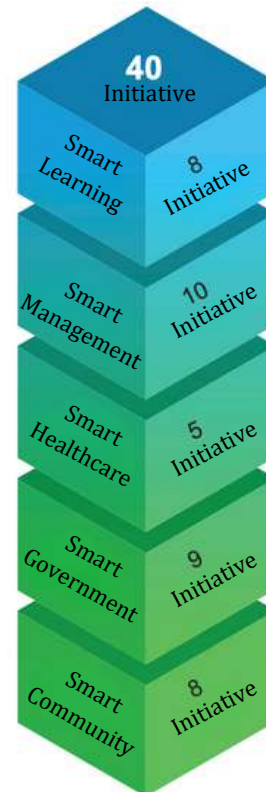 40
Initiative
Smart
Learning
8
Initiative
Smart
Management
10
Initiative
Smart
Healthcare
5
Initiative
Smart
Government
9
Initiative
Smart
Community
8
Initiative